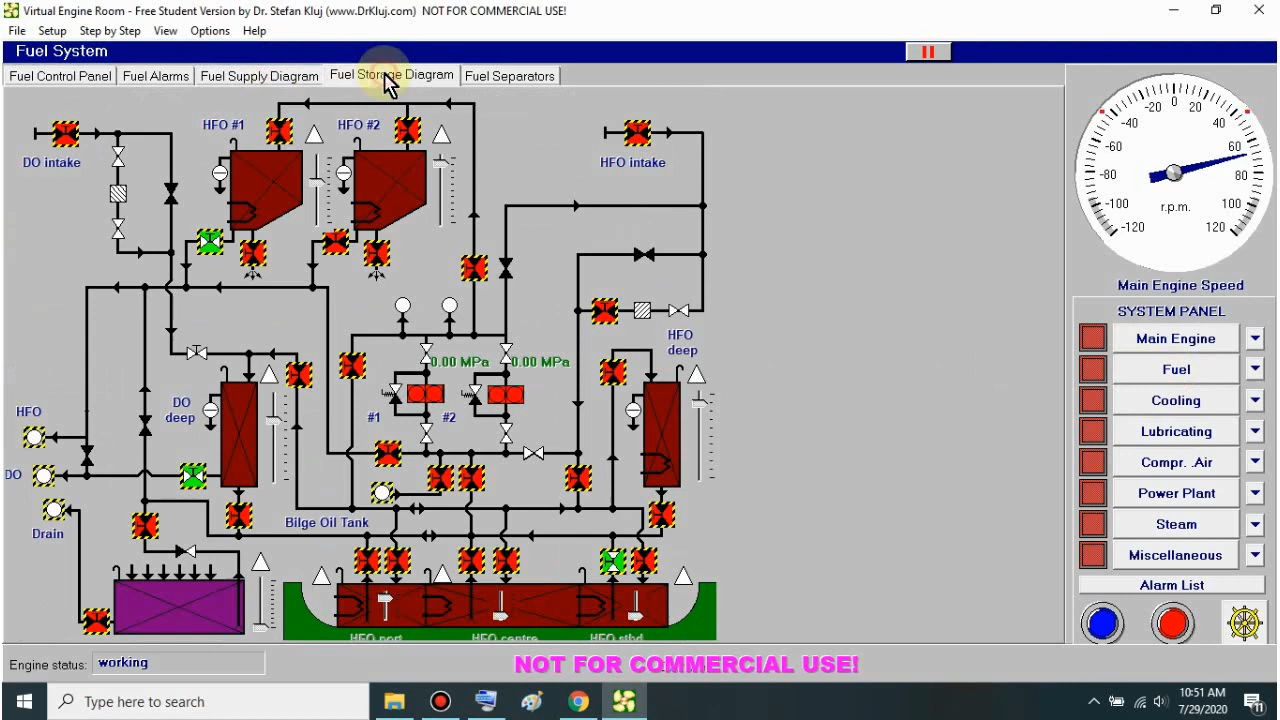 Virtual Engine Room - Free Student Version by Dr. Stefan Kluj (www.DrKluj.com) NOT FOR COMMERCIAL USE!
File Setup Step by Step View Options Help
Fuel System
Fuel Control Panel Fuel Alarms Fuel Supply Diagram Fuel Storage Diagram Fuel Separators
HFO #1
HFO #2
DO intake
HFO intake
0.00 MPa
0.00 MPa
#1
#2
HFO
deep
DO
deep
HFO
DO
Drain
Bilge Oil Tank
HFO port
HFO centre
HFO stbd
-20 0 20
-40 40
-60 60
-80 80
-100 100
-120 120
r.p.m.
Main Engine Speed
SYSTEM PANEL
Main Engine
Fuel
Cooling
Lubricating
Compr. .Air
Power Plant
Steam
Miscellaneous
Alarm List
Engine status: working
NOT FOR COMMERCIAL USE!
Type here to search
10:51 AM
7/29/2020
11